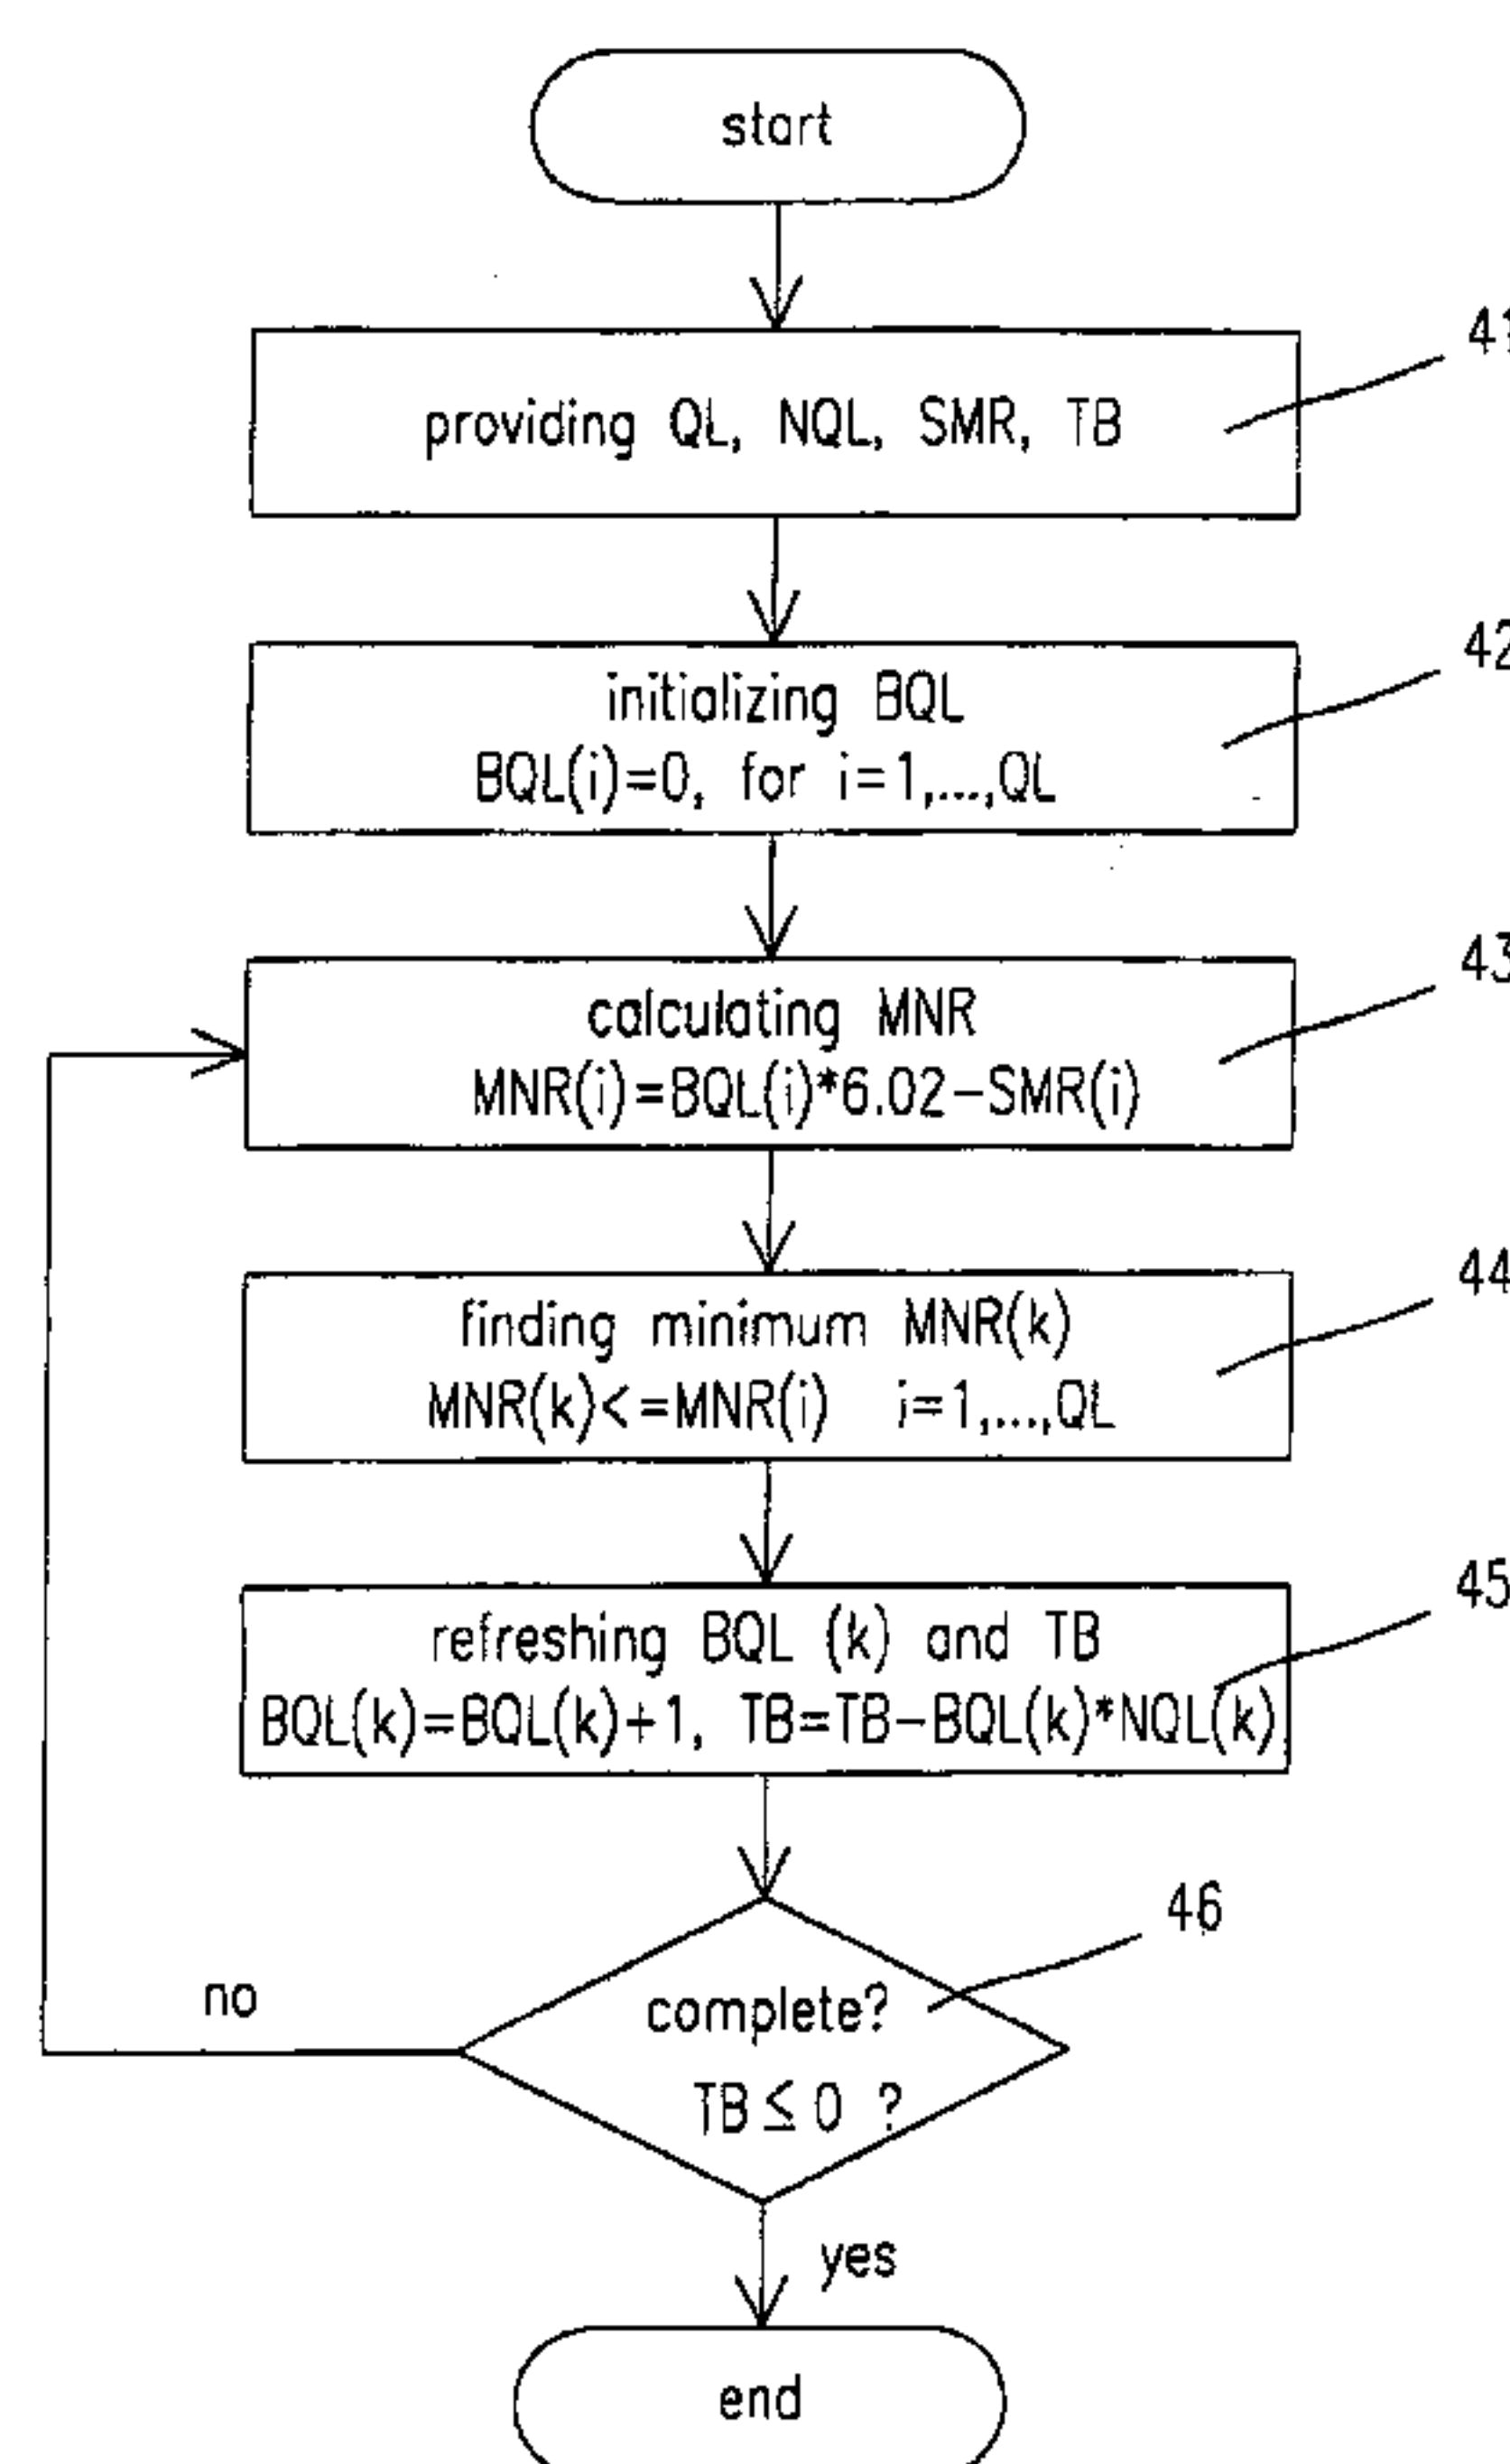 start
providing QL, NQL, SMR, TB
41
initializing BQL
BQL(i)=0, for i=1,...,QL
42
calculating MNR
MNR(i)=BQL(i)*6.02-SMR(i)
43
finding minimum MNR(k)
MNR(k)<=MNR(i) i=1,...,QL
44
refreshing BQL (k) and TB
BQL(k)=BQL(k)+1, TB=TB-BQL(k)*NQL(k)
45
46
complete?
TB≤0 ?
no
yes
end